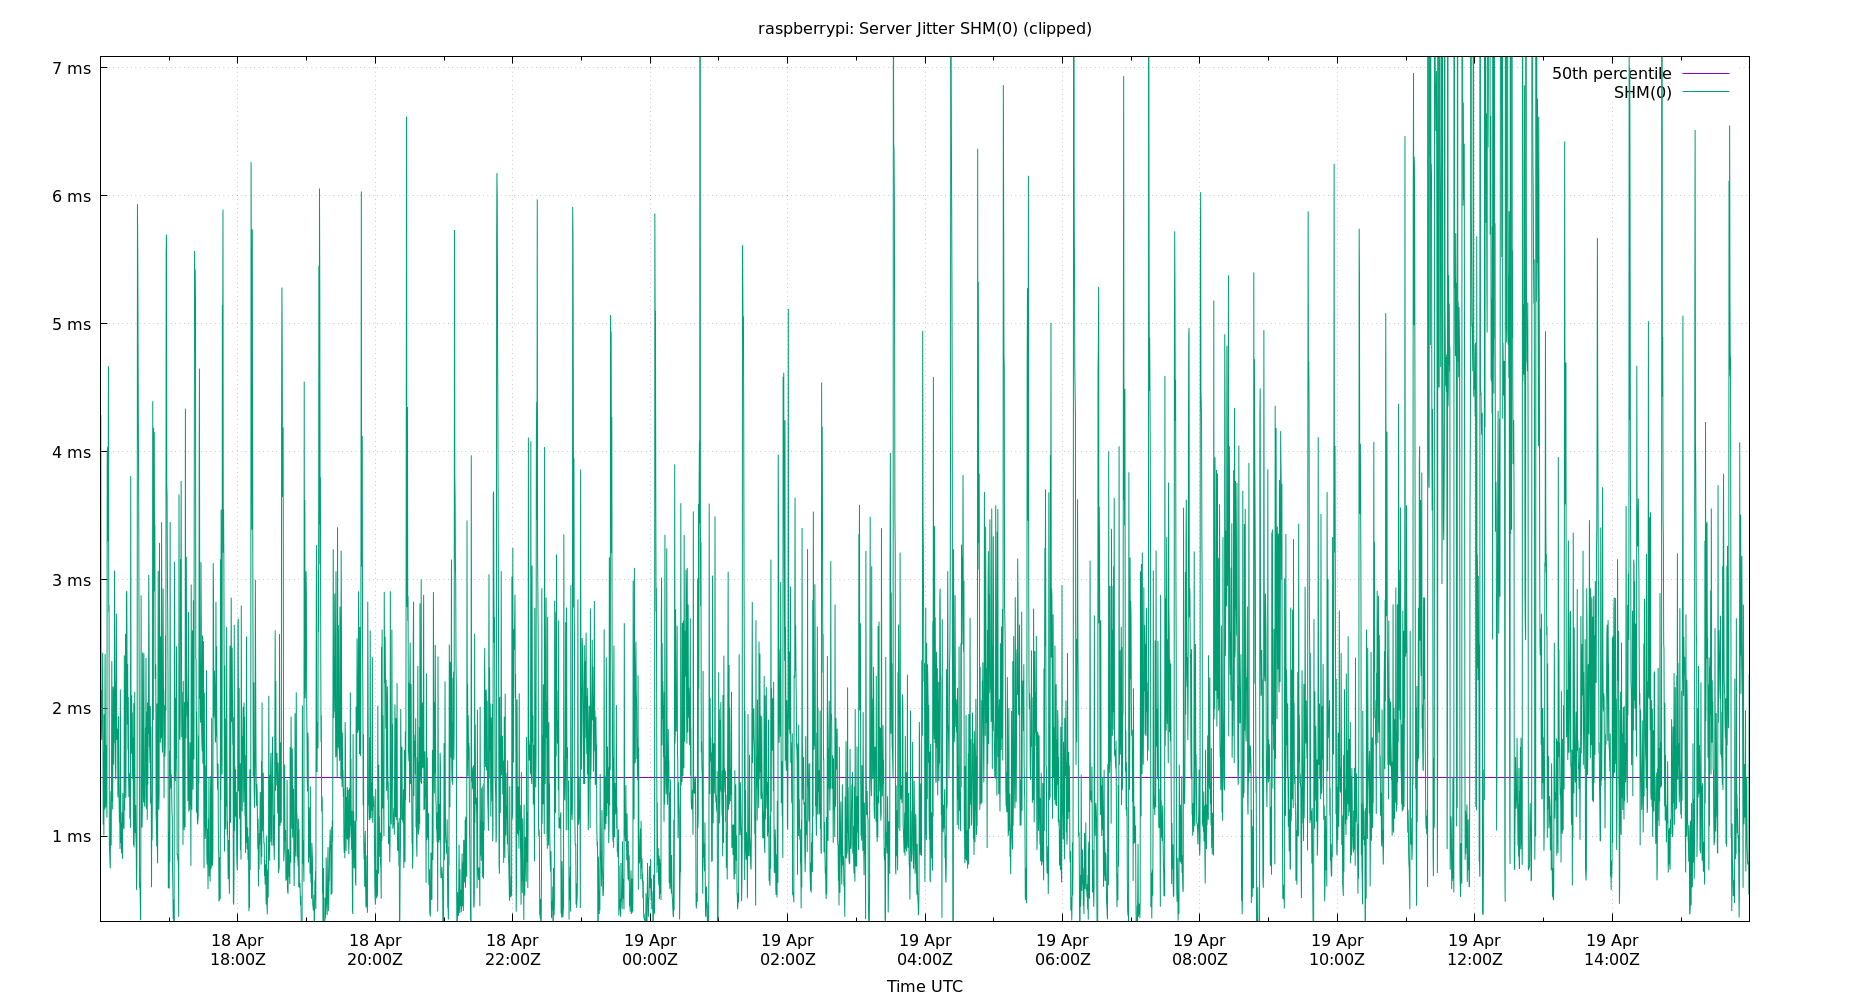 raspberrypi: Server Jitter SHM(0) (clipped)
7 ms
6 ms
5 ms
4 ms
3 ms
2 ms
1 ms
50th percentile
SHM(0)
18 Apr 18 Apr 18 Apr 19 Apr 19 Apr 19 Apr 19 Apr 19 Apr 19 Apr 19 Apr 19 Apr
18:00Z 20:00Z 22:00Z 00:00Z 02:00Z 04:00Z 06:00Z 08:00Z 10:00Z 12:00Z 14:00Z
Time UTC